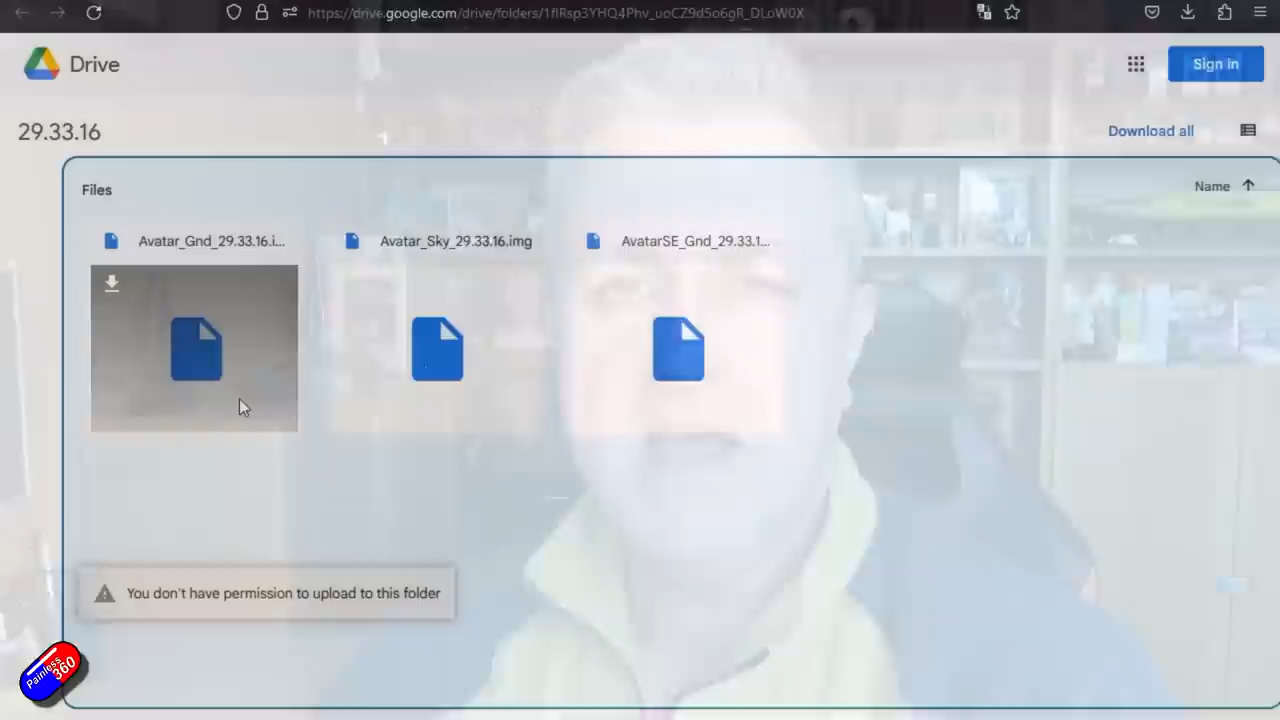 https://drive.google.com/drive/folders/1flRsp3YHQ4Phv_uoCZ9d5o6gR_DLoW0X
Drive
Sign in
29.33.16
Download all
Files
Name
Avatar_Gnd_29.33.16.i...
Avatar_Sky_29.33.16.img
AvatarSE_Gnd_29.33.1...
You don't have permission to upload to this folder
Painless
360